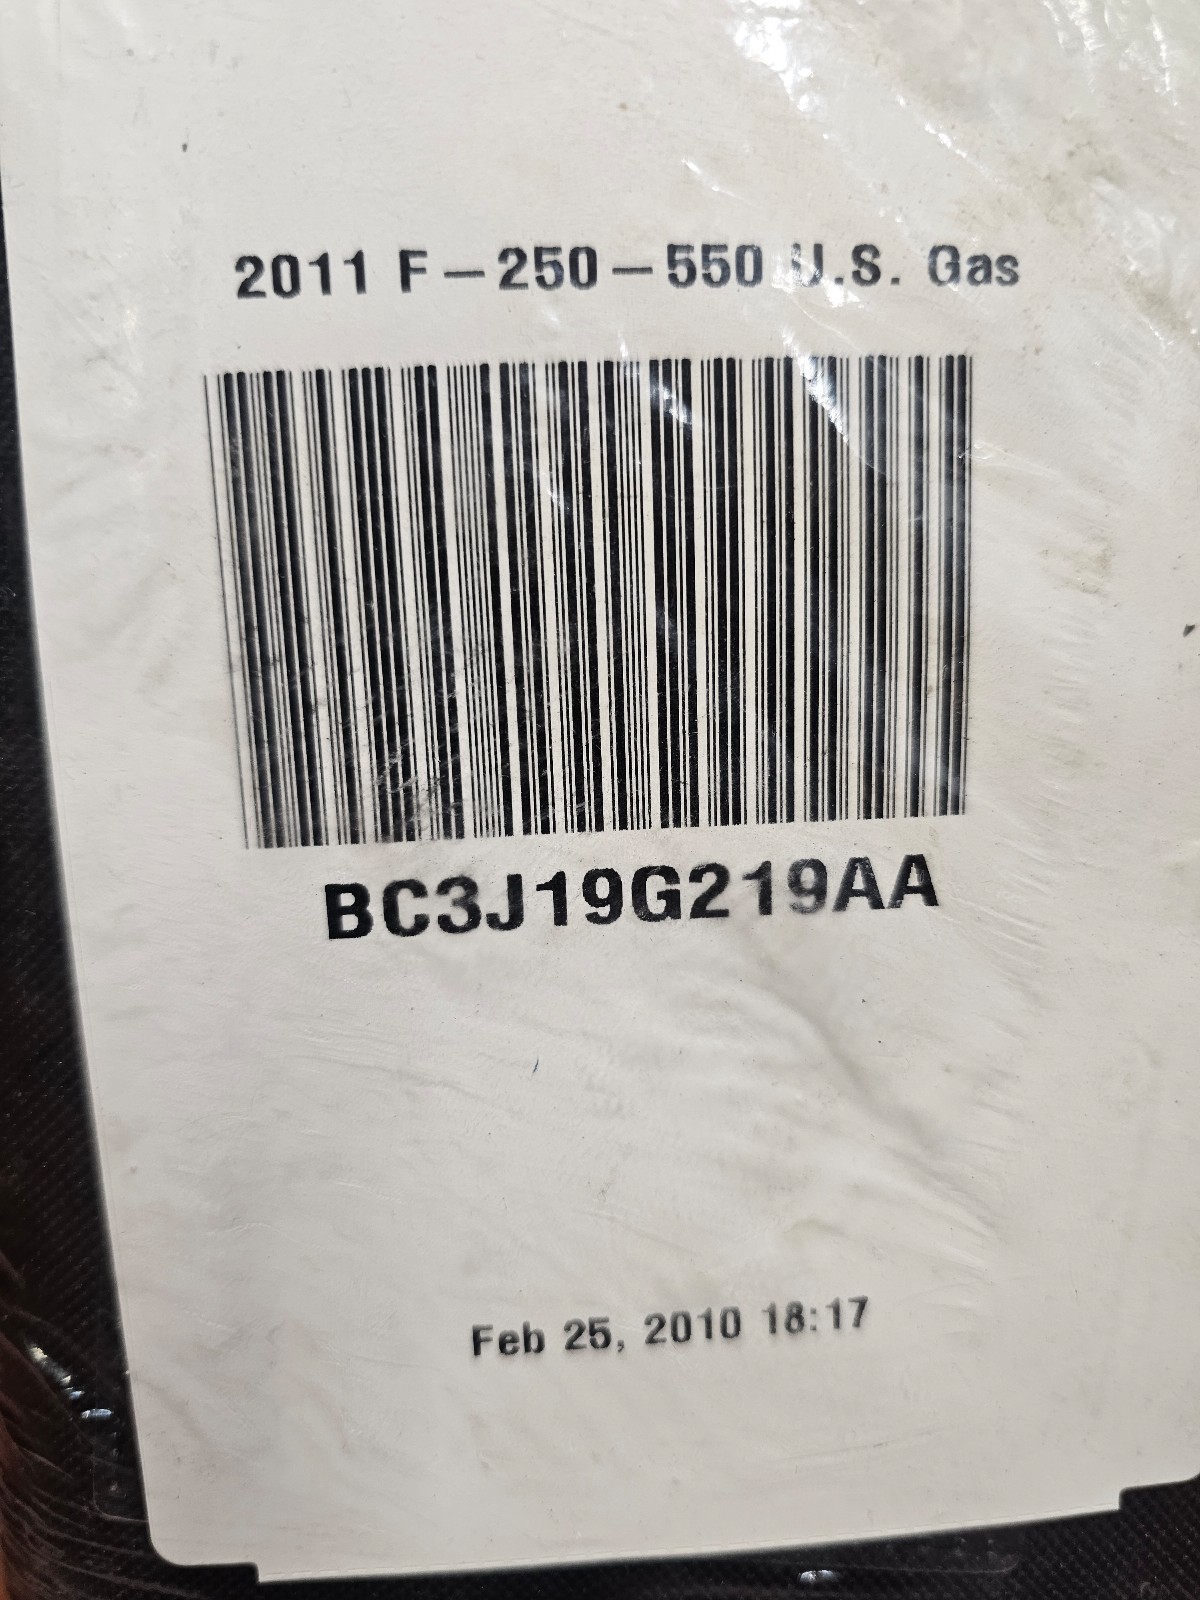 2011 F-250-550 U.S. Gas
BC3J19G219AA
Feb 25, 2010 18:17